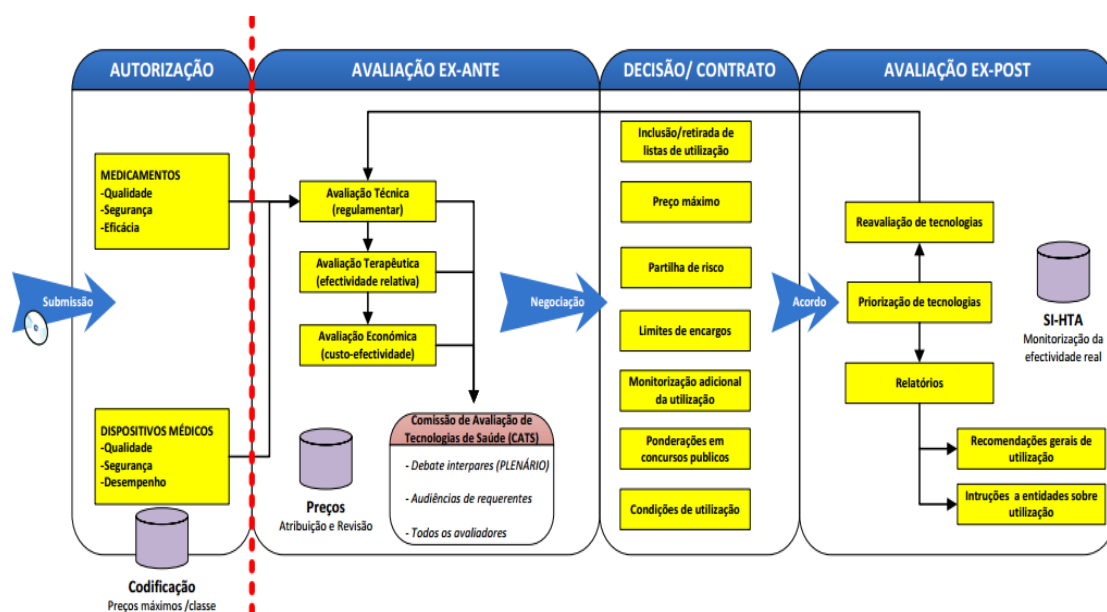 AUTORIZAÇÃO
AVALIAÇÃO EX-ANTE
DECISÃO/ CONTRATO
AVALIAÇÃO EX-POST
Submissão
MEDICAMENTOS
-Qualidade
-Segurança
-Eficácia
DISPOSITIVOS MÉDICOS
-Qualidade
-Segurança
-Desempenho
Codificação
Preços máximos /classe
Avaliação Técnica
(regulamentar)
Avaliação Terapêutica
(efectividade relativa)
Avaliação Económica
(custo-efectividade)
Preços
Atribuição e Revisão
Comissão de Avaliação de
Tecnologias de Saúde (CATS)
- Debate interpares (PLENÁRIO)
- Audiências de requerentes
- Todos os avaliadores
Negociação
Inclusão/retirada de
listas de utilização
Preço máximo
Partilha de risco
Limites de encargos
Monitorização adicional
da utilização
Ponderações em
concursos publicos
Condições de utilização
Acordo
Reavaliação de tecnologias
Priorização de tecnologias
Relatórios
SI-HTA
Monitorização da
efectividade real
Recomendações gerais de
utilização
Intruções a entidades sobre
utilização